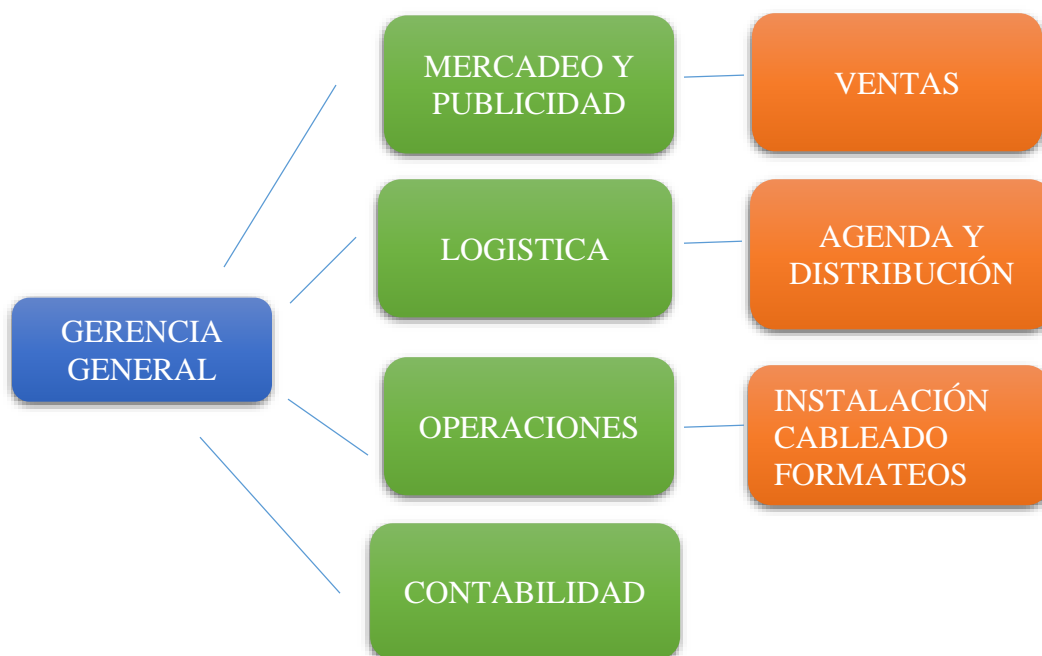 MERCADEO Y
PUBLICIDAD
VENTAS
LOGISTICA
AGENDA Y
DISTRIBUCIÓN
GERENCIA
GENERAL
OPERACIONES
INSTALACIÓN
CABLEADO
FORMATEOS
CONTABILIDAD